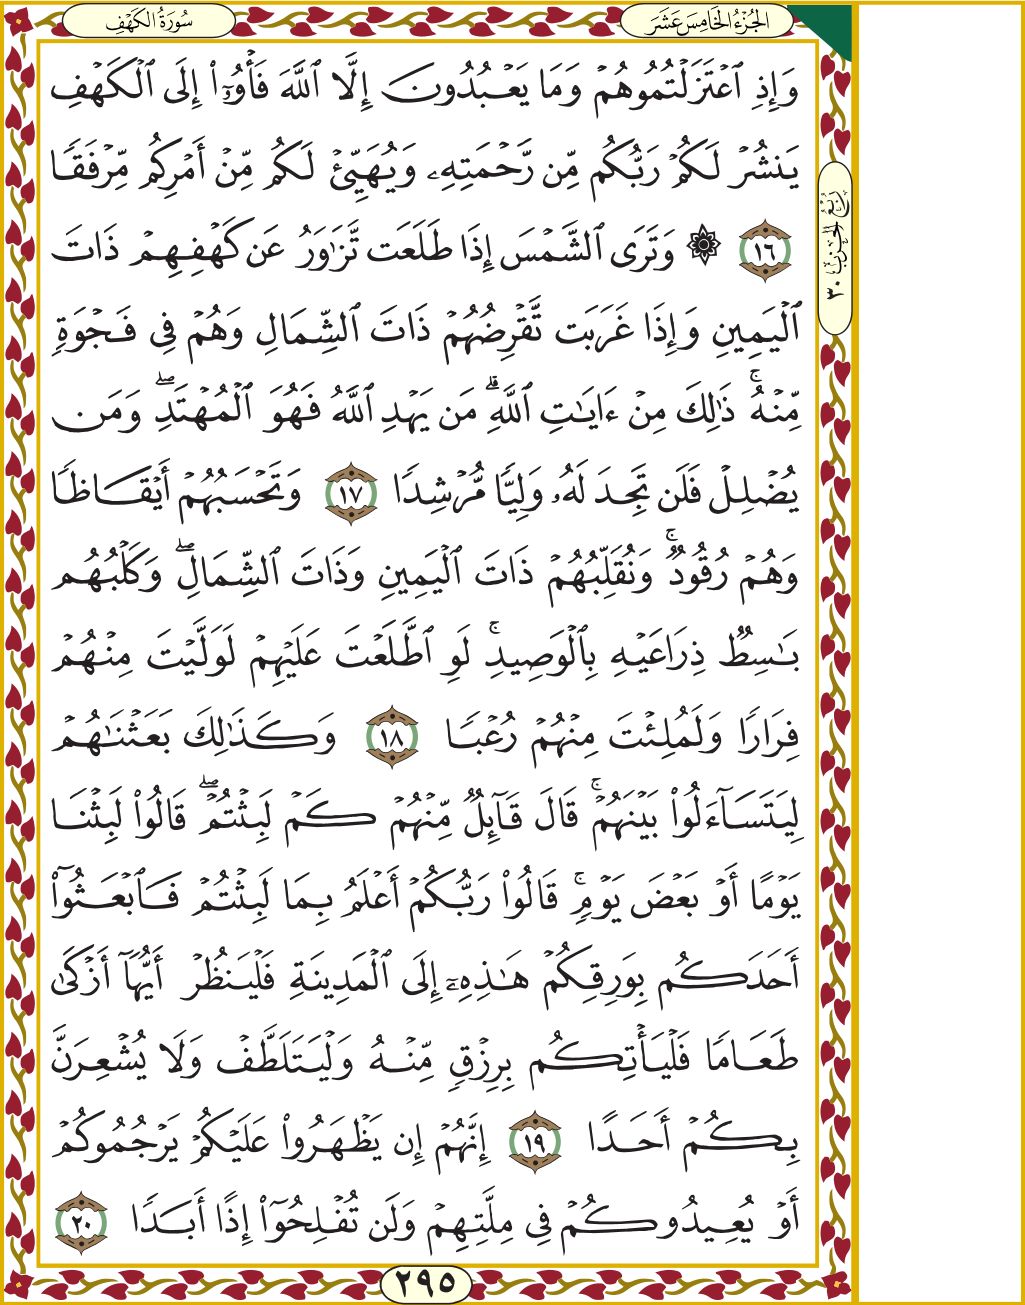 الجُزْءُ الخَامِسَ عَشَرَ
سُورَةُ الكَهْفِ
وَإِذِ ٱعْتَزَلْتُمُوهُمْ وَمَا يَعْبُدُونَ إِلَّا ٱللَّهَ فَأْوُۥٓا۟ إِلَى ٱلْكَهْفِ
يَنشُرْ لَكُمْ رَبُّكُم مِّن رَّحْمَتِهِۦ وَيُهَيِّئْ لَكُم مِّنْ أَمْرِكُم مِّرْفَقًا
١٦ ۞ وَتَرَى ٱلشَّمْسَ إِذَا طَلَعَت تَّزَٰوَرُ عَن كَهْفِهِمْ ذَاتَ
ٱلْيَمِينِ وَإِذَا غَرَبَت تَّقْرِضُهُمْ ذَاتَ ٱلشِّمَالِ وَهُمْ فِى فَجْوَةٍ
مِّنْهُ ۚ ذَٰلِكَ مِنْ ءَايَٰتِ ٱللَّهِ ۗ مَن يَهْدِ ٱللَّهُ فَهُوَ ٱلْمُهْتَدِ ۖ وَمَن
يُضْلِلْ فَلَن تَجِدَ لَهُۥ وَلِيًّا مُّرْشِدًا ١٧ وَتَحْسَبُهُمْ أَيْقَاظًا
وَهُمْ رُقُودٌ ۚ وَنُقَلِّبُهُمْ ذَاتَ ٱلْيَمِينِ وَذَاتَ ٱلشِّمَالِ ۖ وَكَلْبُهُم
بَٰسِطٌ ذِرَاعَيْهِ بِٱلْوَصِيدِ ۚ لَوِ ٱطَّلَعْتَ عَلَيْهِمْ لَوَلَّيْتَ مِنْهُمْ
فِرَارًا وَلَمُلِئْتَ مِنْهُمْ رُعْبًا ١٨ وَكَذَٰلِكَ بَعَثْنَٰهُمْ
لِيَتَسَآءَلُوا۟ بَيْنَهُمْ ۚ قَالَ قَآئِلٌ مِّنْهُمْ كَمْ لَبِثْتُمْ ۖ قَالُوا۟ لَبِثْنَا
يَوْمًا أَوْ بَعْضَ يَوْمٍ ۚ قَالُوا۟ رَبُّكُمْ أَعْلَمُ بِمَا لَبِثْتُمْ فَٱبْعَثُوٓا۟
أَحَدَكُم بِوَرِقِكُمْ هَٰذِهِۦٓ إِلَى ٱلْمَدِينَةِ فَلْيَنظُرْ أَيُّهَآ أَزْكَىٰ
طَعَامًا فَلْيَأْتِكُم بِرِزْقٍ مِّنْهُ وَلْيَتَلَطَّفْ وَلَا يُشْعِرَنَّ
بِكُمْ أَحَدًا ١٩ إِنَّهُمْ إِن يَظْهَرُوا۟ عَلَيْكُمْ يَرْجُمُوكُمْ
أَوْ يُعِيدُوكُمْ فِى مِلَّتِهِمْ وَلَن تُفْلِحُوٓا۟ إِذًا أَبَدًا ٢٠
رُبْعُ الحِزْبِ ٣٠
٢٩٥